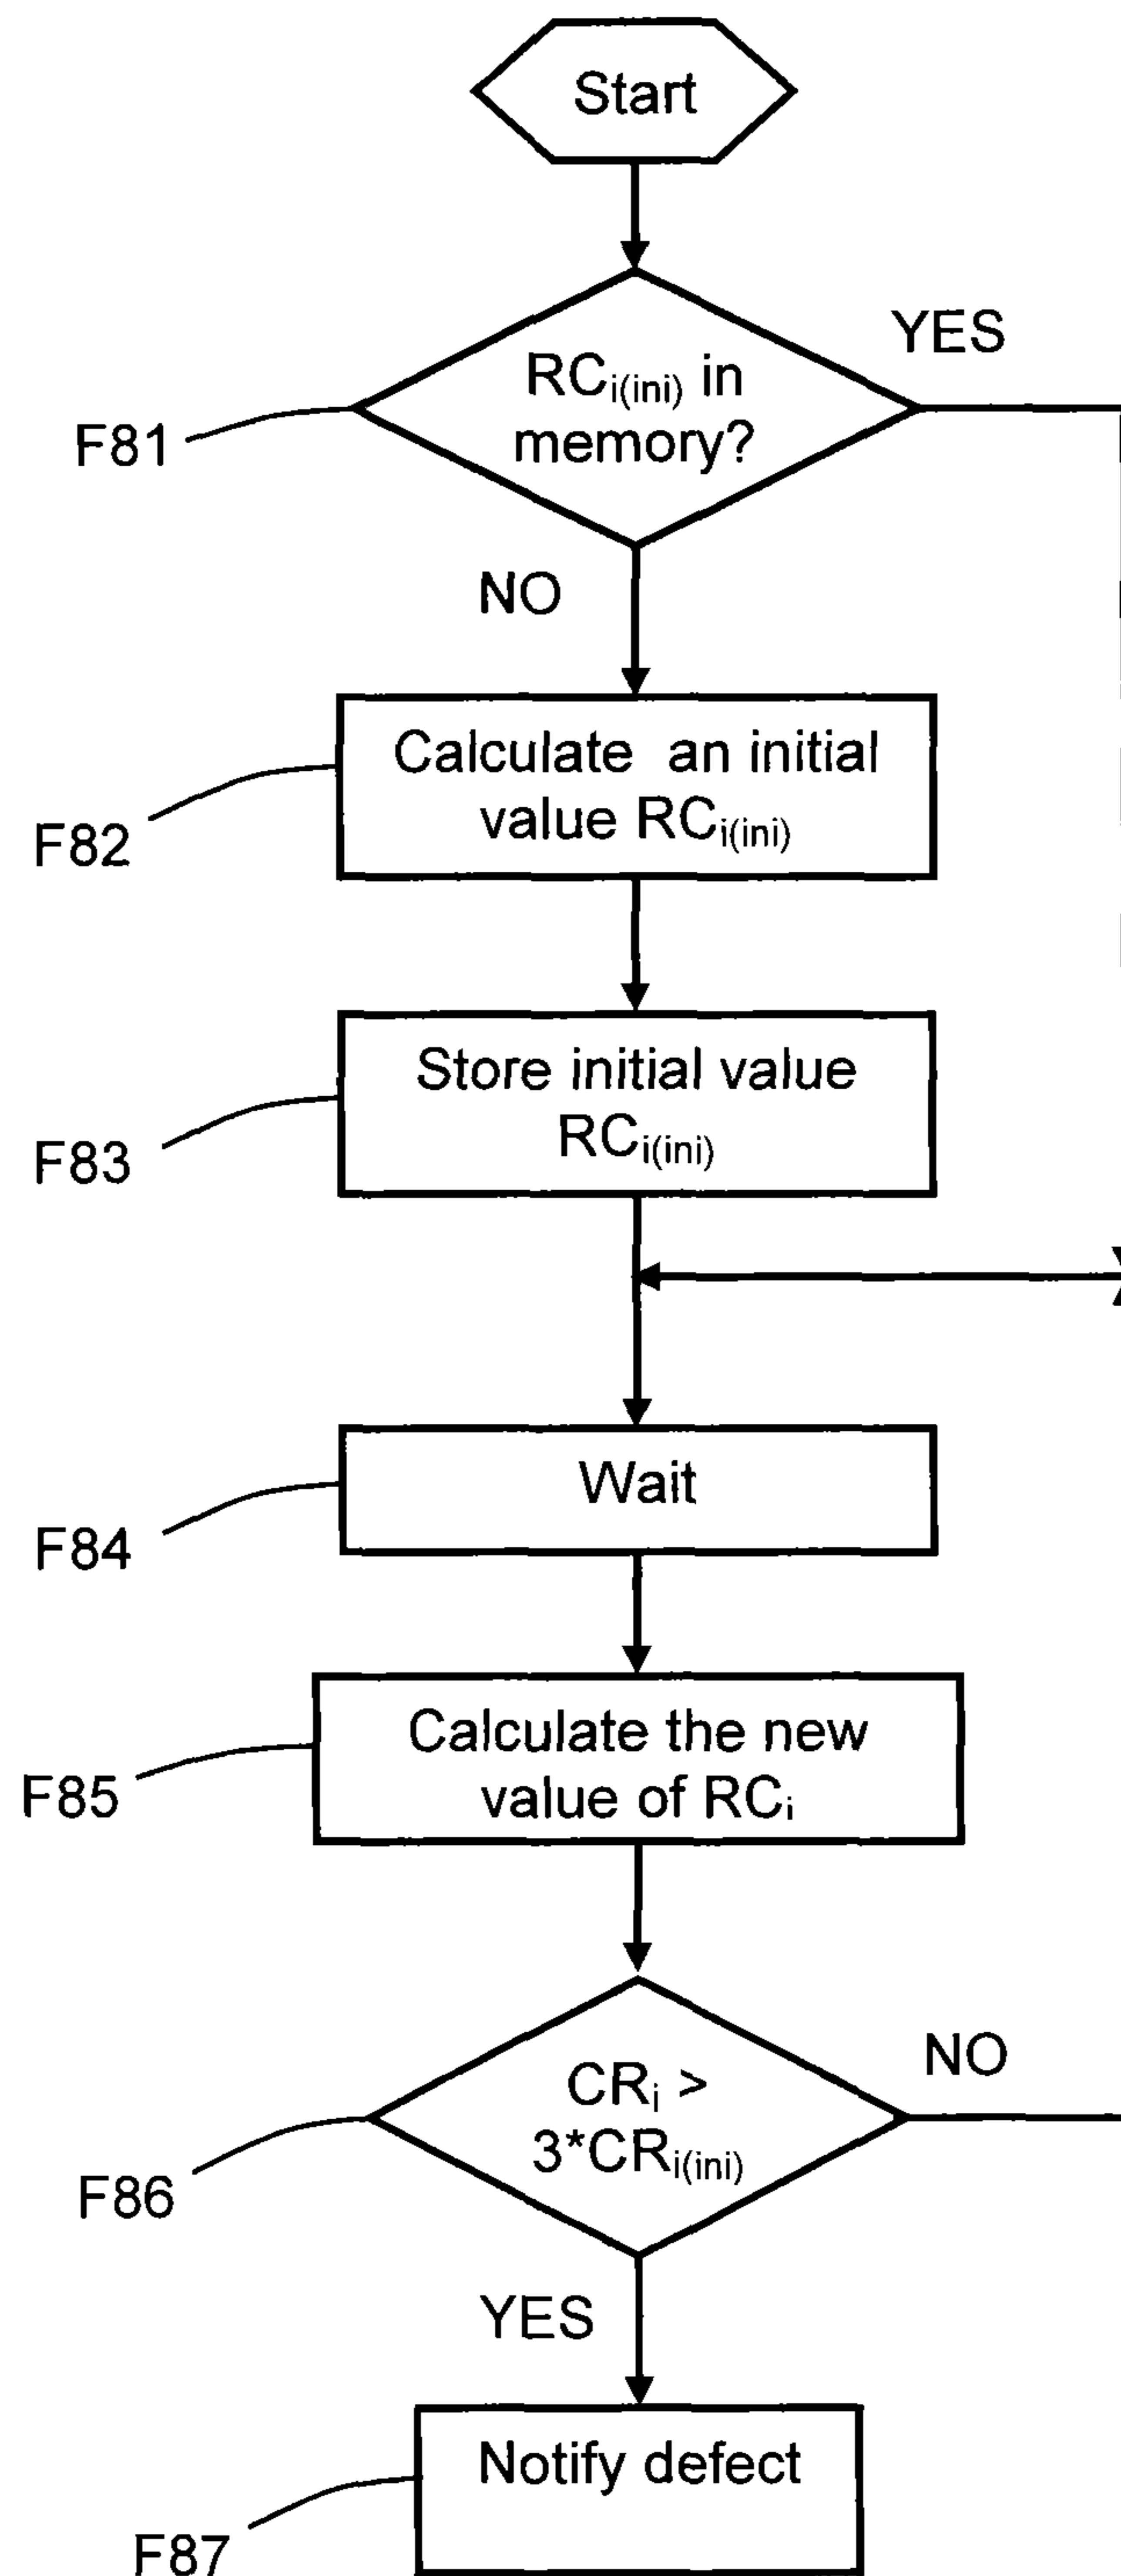 Start
YES
RCi(ini) in
memory?
F81
NO
Calculate an initial
value RCi(ini)
F82
Store initial value
RCi(ini)
F83
Wait
F84
Calculate the new
value of RCi
F85
NO
CRi >
3*CRi(ini)
F86
YES
Notify defect
F87